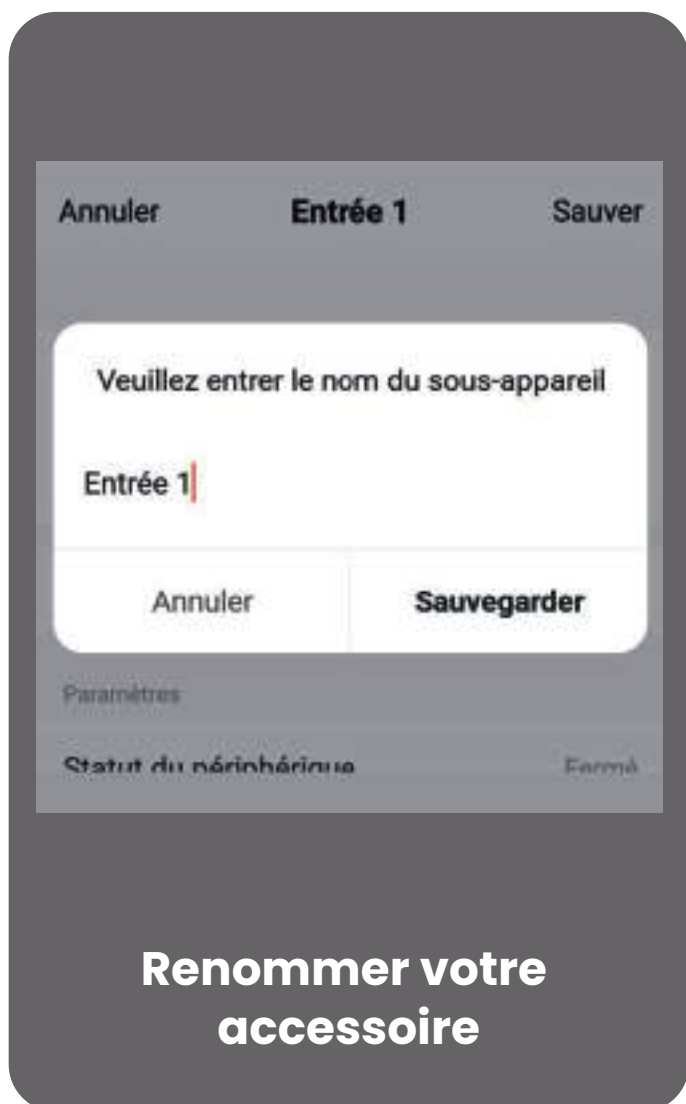 Annuler Entrée 1 Sauver
Veuillez entrer le nom du sous-appareil
Entrée 1
Annuler Sauvegarder
Paramètres
Statut du périphérique Fermé
Renommer votre
accessoire